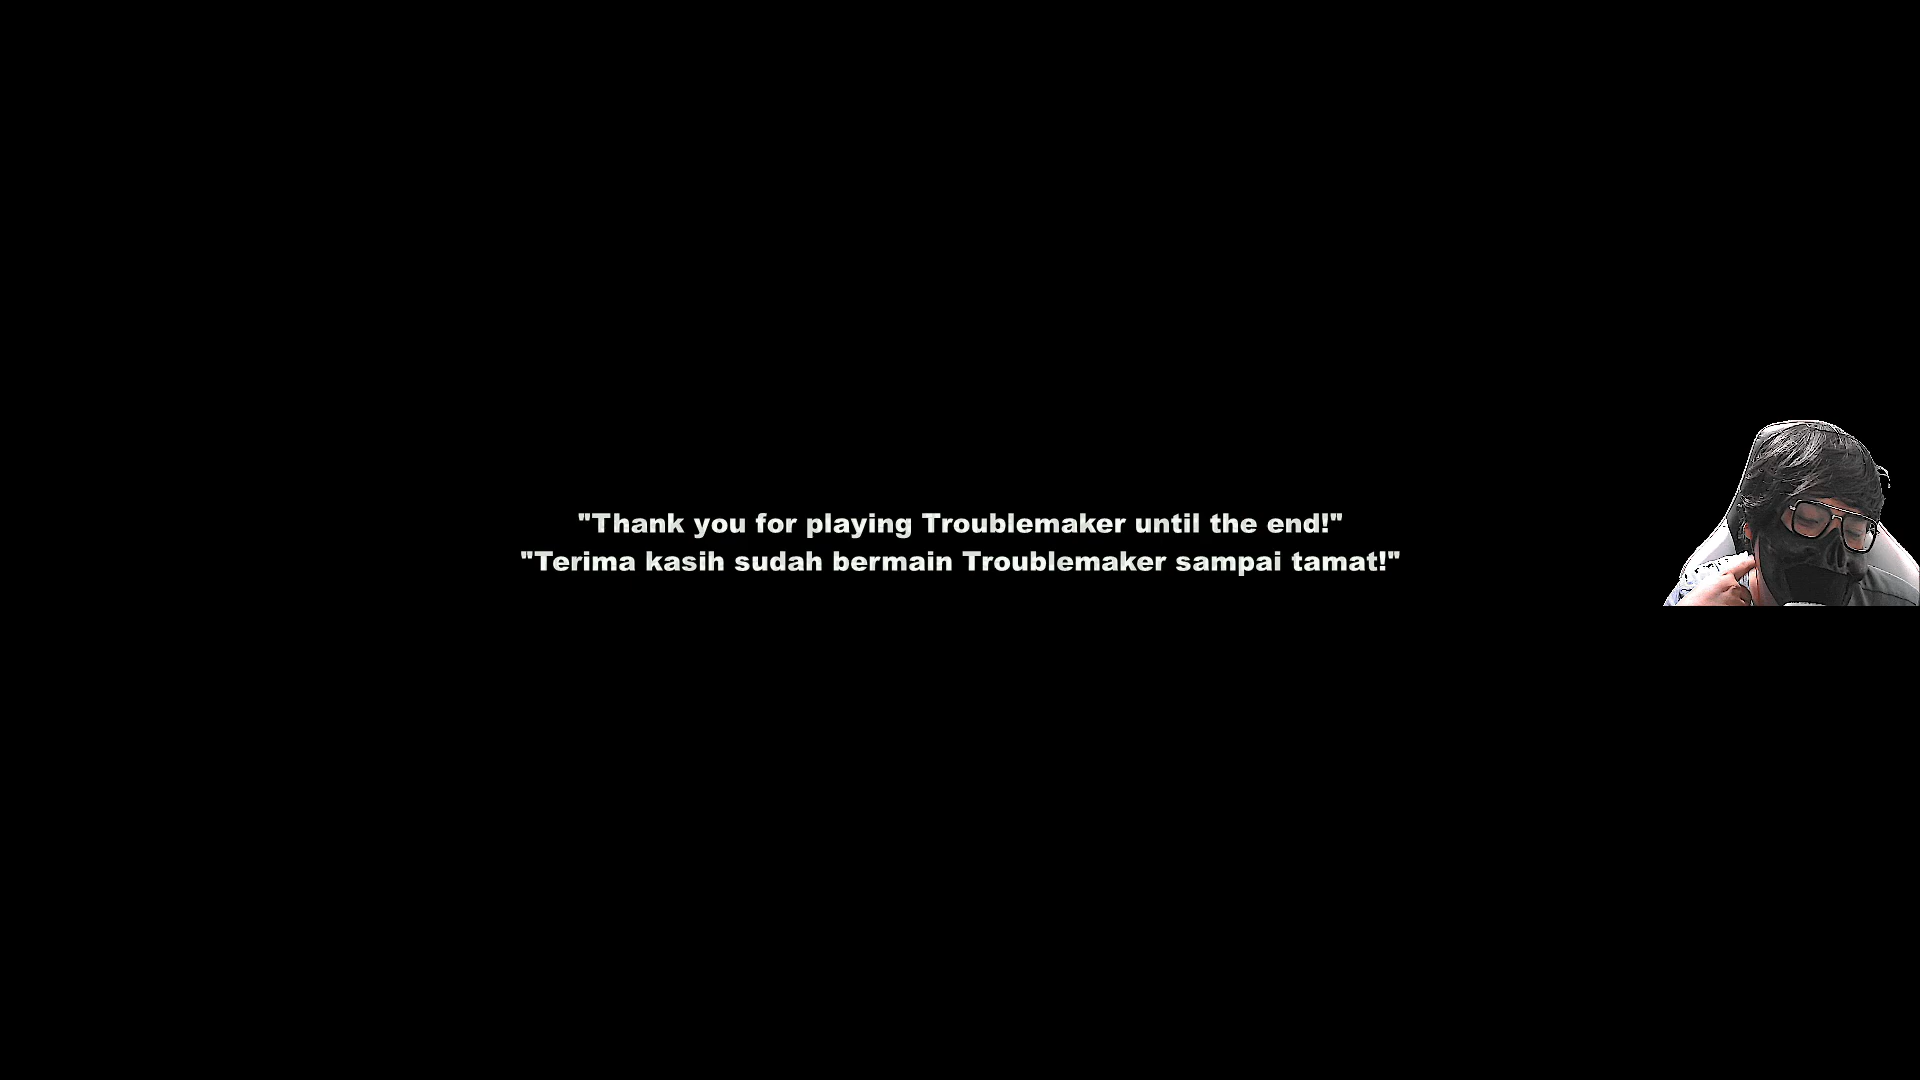 "Thank you for playing Troublemaker until the end!"
"Terima kasih sudah bermain Troublemaker sampai tamat!"